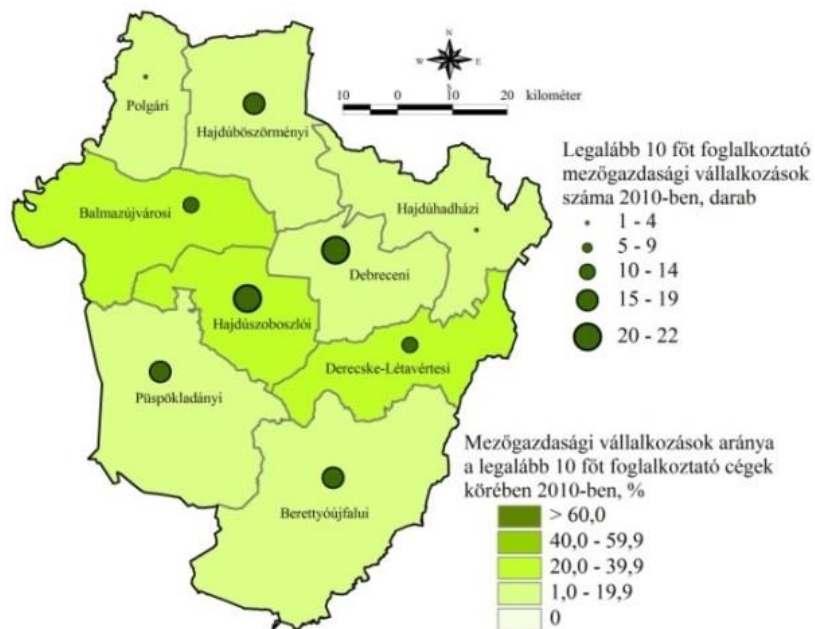 N
W E
S
10 0 10 20 kilométer
Polgári
Hajdúböszörményi
Hajdúhadházi
Balmazújvárosi
Debreceni
Hajdúszoboszlói
Derecske-Létavértesi
Püspökladányi
Berettyóújfalui
Legalább 10 főt foglalkoztató
mezőgazdasági vállalkozások
száma 2010-ben, darab
1 - 4
5 - 9
10 - 14
15 - 19
20 - 22
Mezőgazdasági vállalkozások aránya
a legalább 10 főt foglalkoztató cégek
körében 2010-ben, %
> 60,0
40,0 - 59,9
20,0 - 39,9
1,0 - 19,9
0